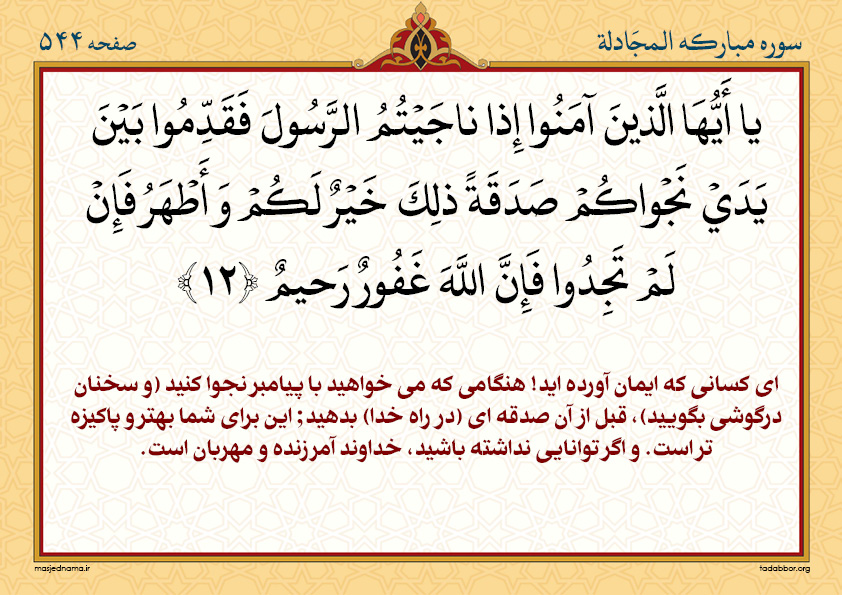 سوره مبارکه المجَادلة
صفحه ۵۴۴
يا أَيُّهَا الَّذينَ آمَنُوا إِذا ناجَيْتُمُ الرَّسُولَ فَقَدِّمُوا بَيْنَ
يَدَيْ نَجْواكُمْ صَدَقَةً ذلِكَ خَيْرٌ لَكُمْ وَ أَطْهَرُ فَإِنْ
لَمْ تَجِدُوا فَإِنَّ اللَّهَ غَفُورٌ رَحيمٌ ﴿۱۲﴾
ای کسانی که ایمان آورده اید! هنگامی که می خواهید با پیامبر نجوا کنید (و سخنان
درگوشی بگویید)، قبل از آن صدقه ای (در راه خدا) بدهید; این برای شما بهتر و پاکیزه
تر است. و اگر توانایی نداشته باشید، خداوند آمرزنده و مهربان است.
masjednama.ir
tadabbor.org